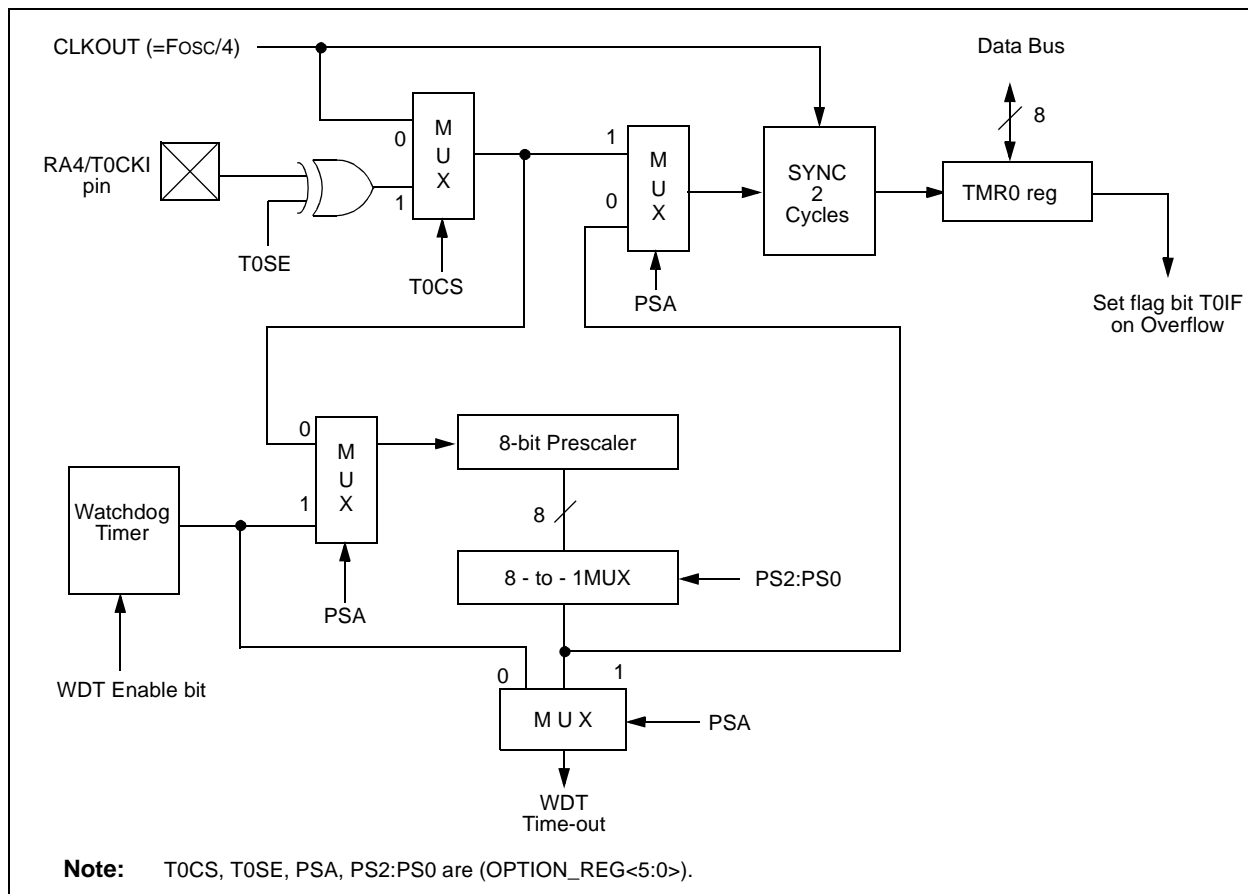 CLKOUT (=FOSC/4)
Data Bus
8
RA4/T0CKI
pin
0
1
M
U
X
T0SE
T0CS
1
0
M
U
X
PSA
SYNC
2
Cycles
TMR0 reg
Set flag bit T0IF
on Overflow
Watchdog
Timer
WDT Enable bit
0
1
M
U
X
PSA
8-bit Prescaler
8
8 - to - 1MUX
PS2:PS0
0
1
M U X
PSA
WDT
Time-out
Note: T0CS, T0SE, PSA, PS2:PS0 are (OPTION_REG<5:0>).